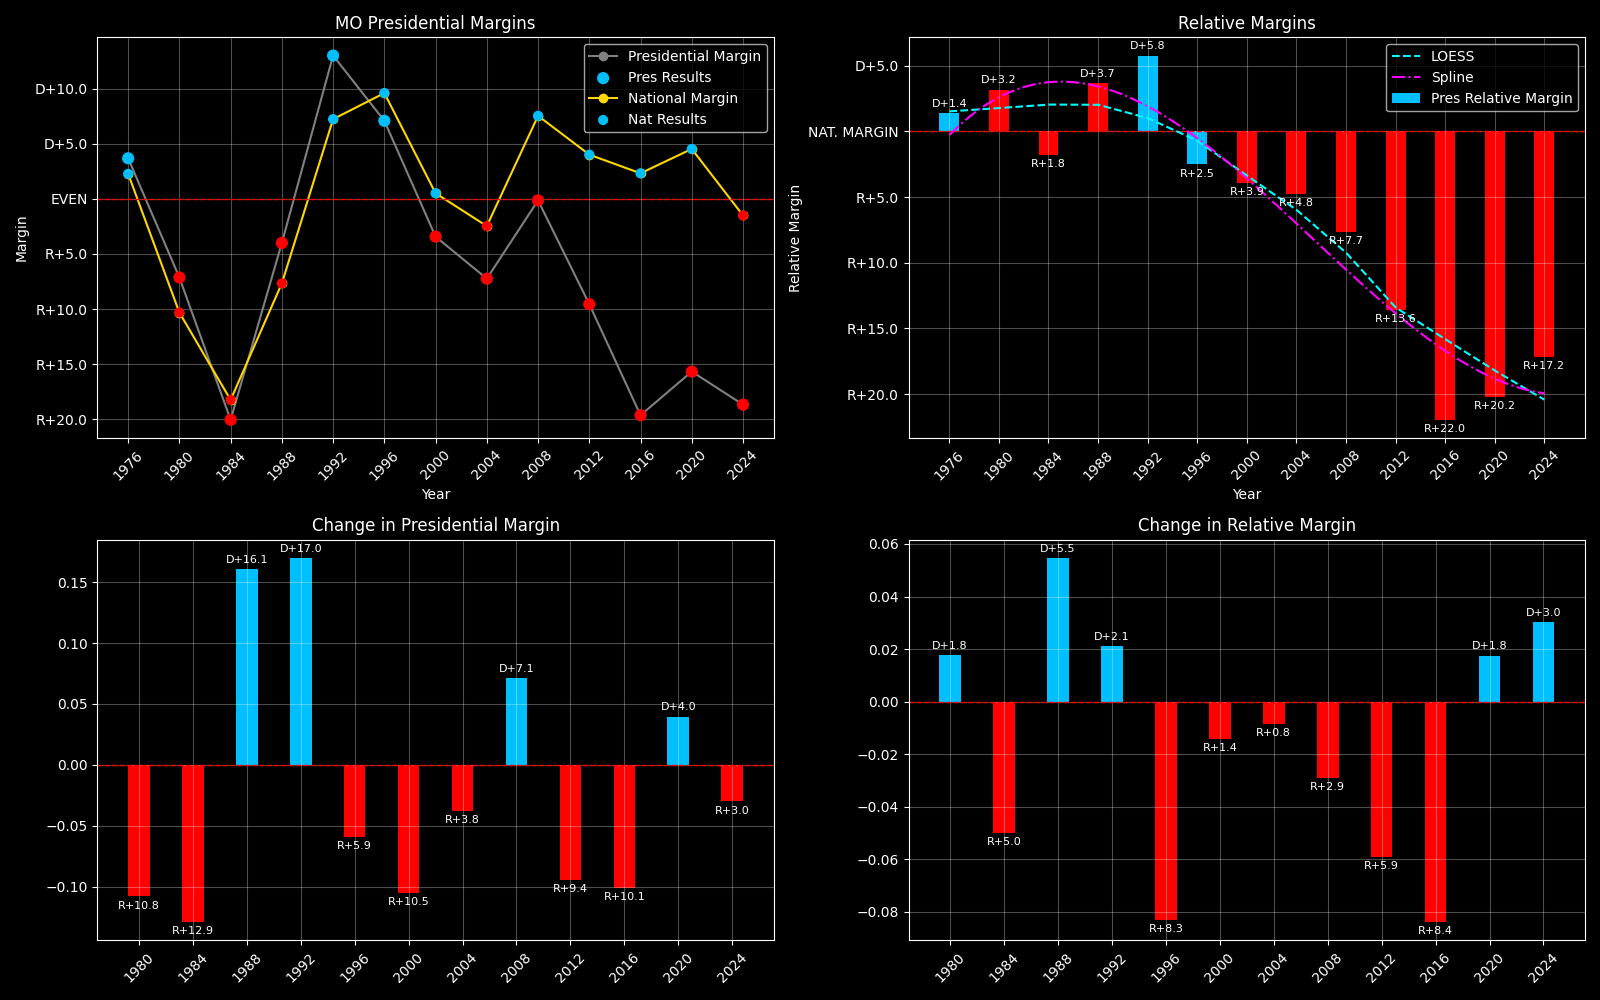 MO Presidential Margins
Presidential Margin
Pres Results
National Margin
Nat Results
D+10.0
D+5.0
EVEN
R+5.0
R+10.0
R+15.0
R+20.0
Margin
1976 1980 1984 1988 1992 1996 2000 2004 2008 2012 2016 2020 2024
Year
Relative Margins
LOESS
Spline
Pres Relative Margin
D+5.0
NAT. MARGIN
R+5.0
R+10.0
R+15.0
R+20.0
Relative Margin
D+1.4 D+3.2 R+1.8 D+3.7 D+5.8 R+2.5 R+3.9 R+4.8 R+7.7 R+13.6 R+22.0 R+20.2 R+17.2
1976 1980 1984 1988 1992 1996 2000 2004 2008 2012 2016 2020 2024
Year
Change in Presidential Margin
0.15
0.10
0.05
0.00
−0.05
−0.10
R+10.8 R+12.9 D+16.1 D+17.0 R+5.9 R+10.5 R+3.8 D+7.1 R+9.4 R+10.1 D+4.0 R+3.0
1980 1984 1988 1992 1996 2000 2004 2008 2012 2016 2020 2024
Change in Relative Margin
0.06
0.04
0.02
0.00
−0.02
−0.04
−0.06
−0.08
D+1.8 R+5.0 D+5.5 D+2.1 R+8.3 R+1.4 R+0.8 R+2.9 R+5.9 R+8.4 D+1.8 D+3.0
1980 1984 1988 1992 1996 2000 2004 2008 2012 2016 2020 2024